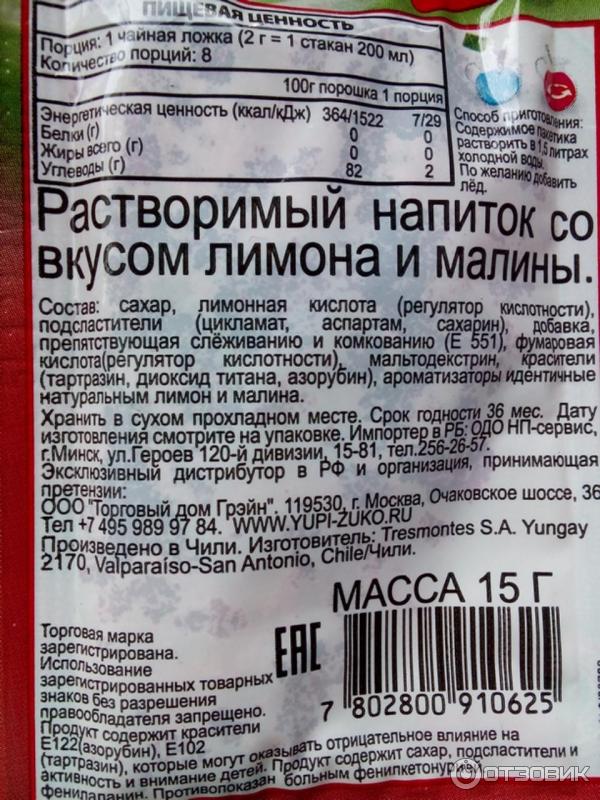 ПИЩЕВАЯ ЦЕННОСТЬ
Порция: 1 чайная ложка (2 г = 1 стакан 200 мл)
Количество порций: 8
100г порошка 1 порция
Энергетическая ценность (ккал/кДж) 364/1522 7/29
Белки (г) 0 0
Жиры всего (г) 0 0
Углеводы (г) 82 2
Способ приготовления:
Содержимое пакетика
растворить в 1,5 литрах
холодной воды.
По желанию добавить
лёд.
Растворимый напиток со
вкусом лимона и малины.
Состав: сахар, лимонная кислота (регулятор кислотности),
подсластители (цикламат, аспартам, сахарин), добавка,
препятствующая слёживанию и комкованию (Е 551), фумаровая
кислота(регулятор кислотности), мальтодекстрин, красители
(тартразин, диоксид титана, азорубин), ароматизаторы идентичные
натуральным лимон и малина.
Хранить в сухом прохладном месте. Срок годности 36 мес. Дату
изготовления смотрите на упаковке. Импортер в РБ: ОДО НП-сервис,
г.Минск, ул.Героев 120-й дивизии, 15-81, тел.256-26-57.
Эксклюзивный дистрибутор в РФ и организация, принимающая
претензии:
ООО "Торговый дом Грэйн". 119530, г. Москва, Очаковское шоссе, 36
Тел +7 495 989 97 84. WWW.YUPI-ZUKO.RU
Произведено в Чили. Изготовитель: Tresmontes S.A. Yungay
2170, Valparaíso-San Antonio, Chile/Чили.
МАССА 15 Г
EAC
Торговая марка
зарегистрирована.
Использование
зарегистрированных товарных
знаков без разрешения
правообладателя запрещено.
Продукт содержит красители
Е122(азорубин), Е102
(тартразин), которые могут оказывать отрицательное влияние на
активность и внимание детей. Продукт содержит сахар, подсластители и
фенилаланин. Противопоказан больным фенилкетонурией.
7 802800 910625
ОТЗОВИК